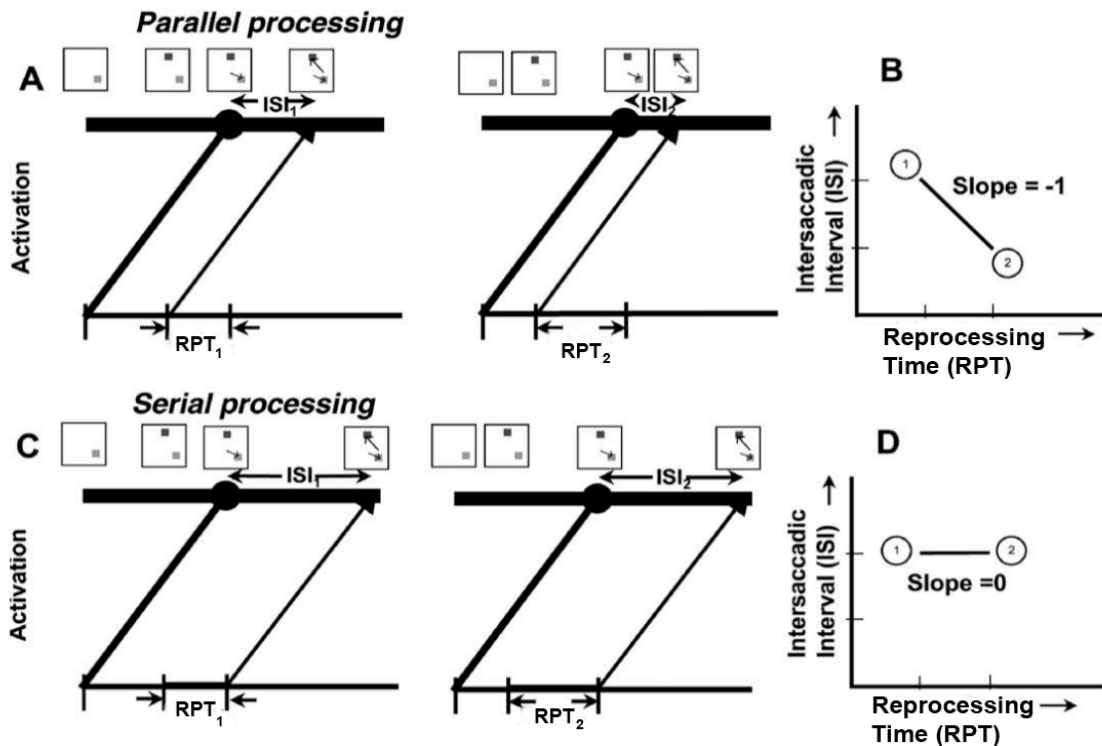 Parallel processing
A
B
ISI1
ISI2
Activation
RPT1
RPT2
Intersaccadic
Interval (ISI)
Slope = -1
1
2
Reprocessing
Time (RPT)
Serial processing
C
D
ISI1
ISI2
Activation
RPT1
RPT2
Intersaccadic
Interval (ISI)
1
2
Slope =0
Reprocessing
Time (RPT)